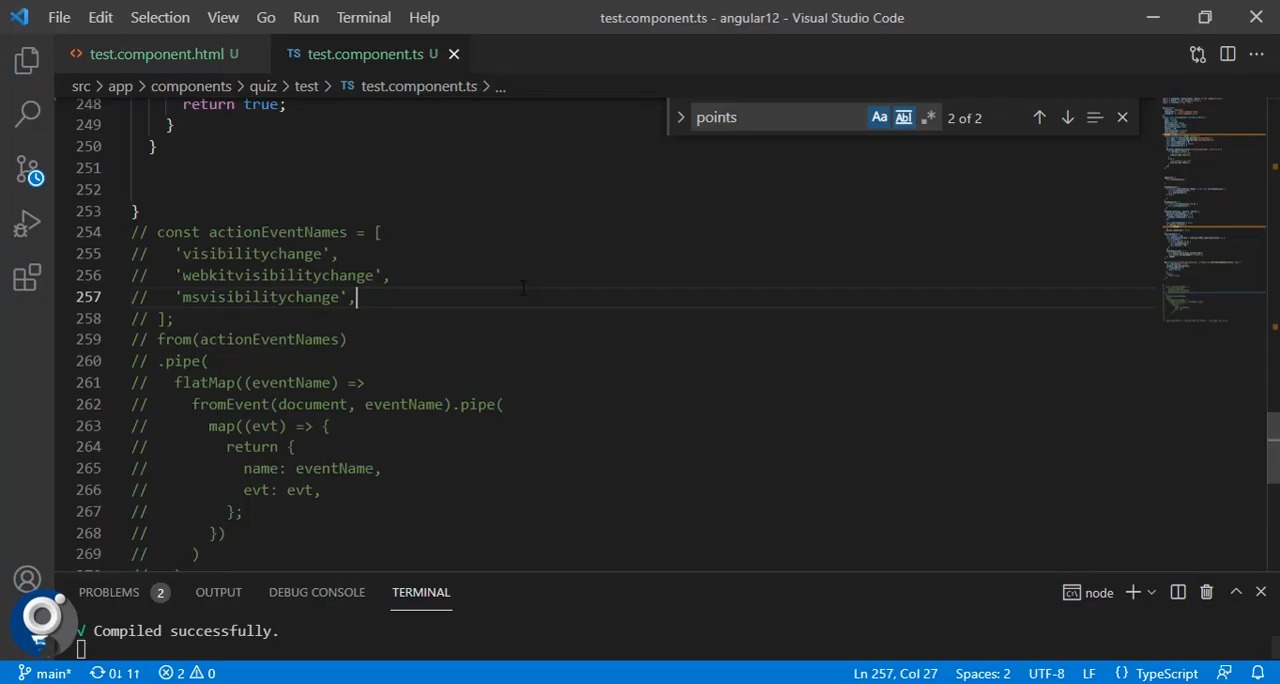 File Edit Selection View Go Run Terminal Help test.component.ts - angular12 - Visual Studio Code
test.component.html U TS test.component.ts U
src > app > components > quiz > test > TS test.component.ts > ...
points Aa Abl .* 2 of 2
248 return true;
249 }
250 }
251
252
253 }
254 // const actionEventNames = [
255 // 'visibilitychange',
256 // 'webkitvisibilitychange',
257 // 'msvisibilitychange',
258 // ];
259 // from(actionEventNames)
260 // .pipe(
261 // flatMap((eventName) =>
262 // fromEvent(document, eventName).pipe(
263 // map((evt) => {
264 // return {
265 // name: eventName,
266 // evt: evt,
267 // };
268 // })
269 // )
PROBLEMS 2 OUTPUT DEBUG CONSOLE TERMINAL node
√ Compiled successfully.
main* 0↓ 1↑ 2 0 Ln 257, Col 27 Spaces: 2 UTF-8 LF {} TypeScript